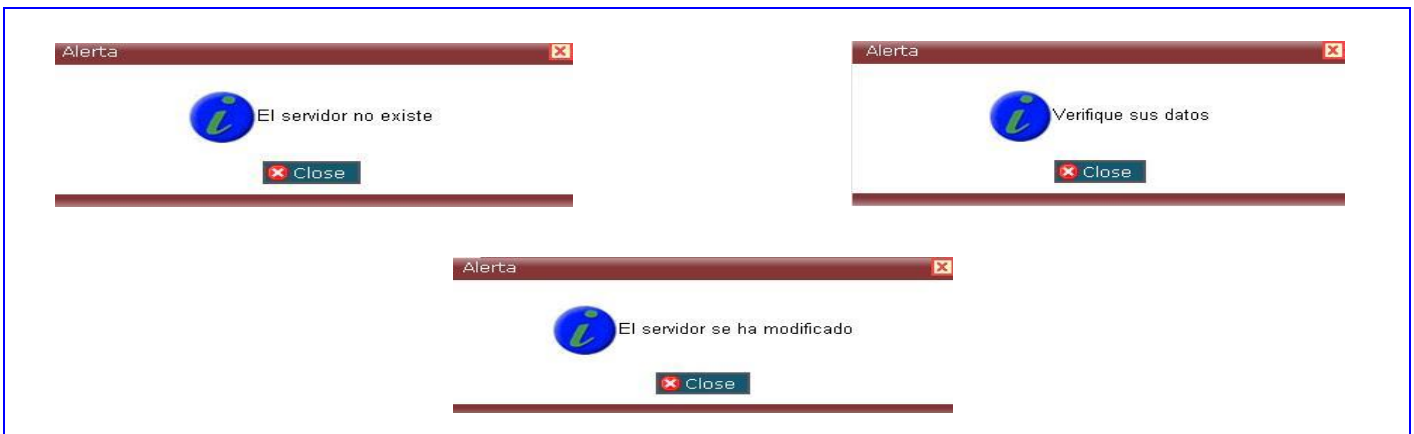 Alerta
El servidor no existe
Close
Alerta
Verifique sus datos
Close
Alerta
El servidor se ha modificado
Close